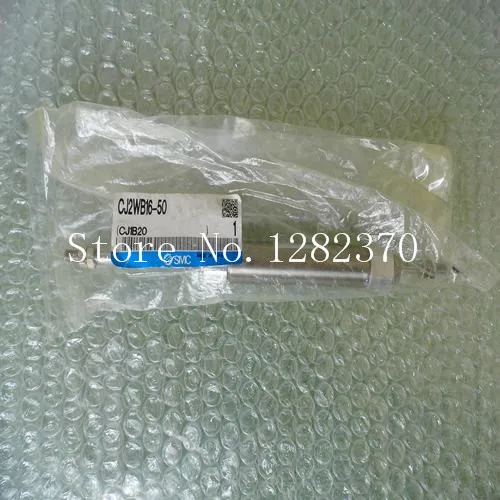 CJ2WB16-50
(CJ1B20
1
Store No. 1282370
SMC